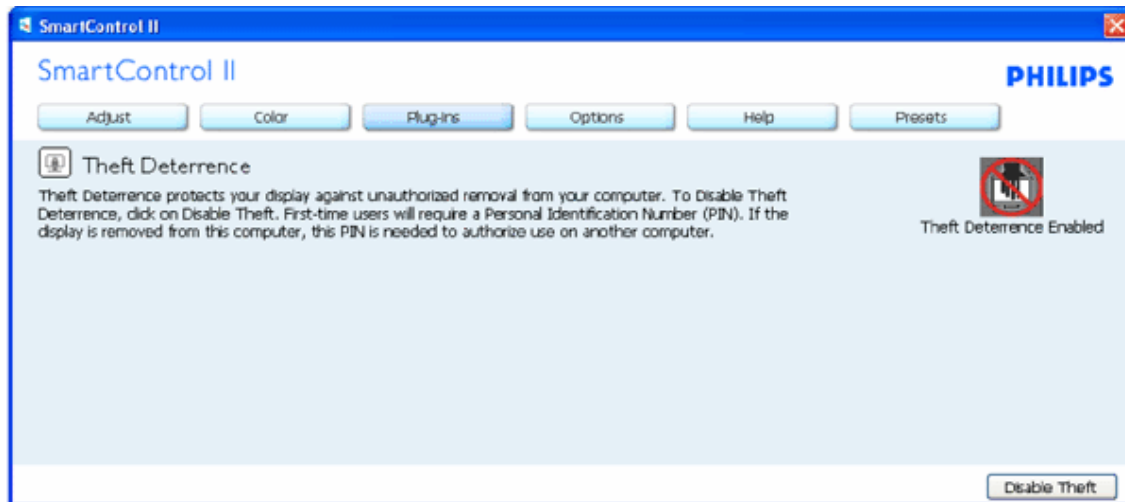 SmartControl II
SmartControl II
PHILIPS
Adjust
Color
Plug-ins
Options
Help
Presets
Theft Deterrence
Theft Deterrence protects your display against unauthorized removal from your computer. To Disable Theft
Deterrence, click on Disable Theft. First-time users will require a Personal Identification Number (PIN). If the
display is removed from this computer, this PIN is needed to authorize use on another computer.
Theft Deterrence Enabled
Disable Theft